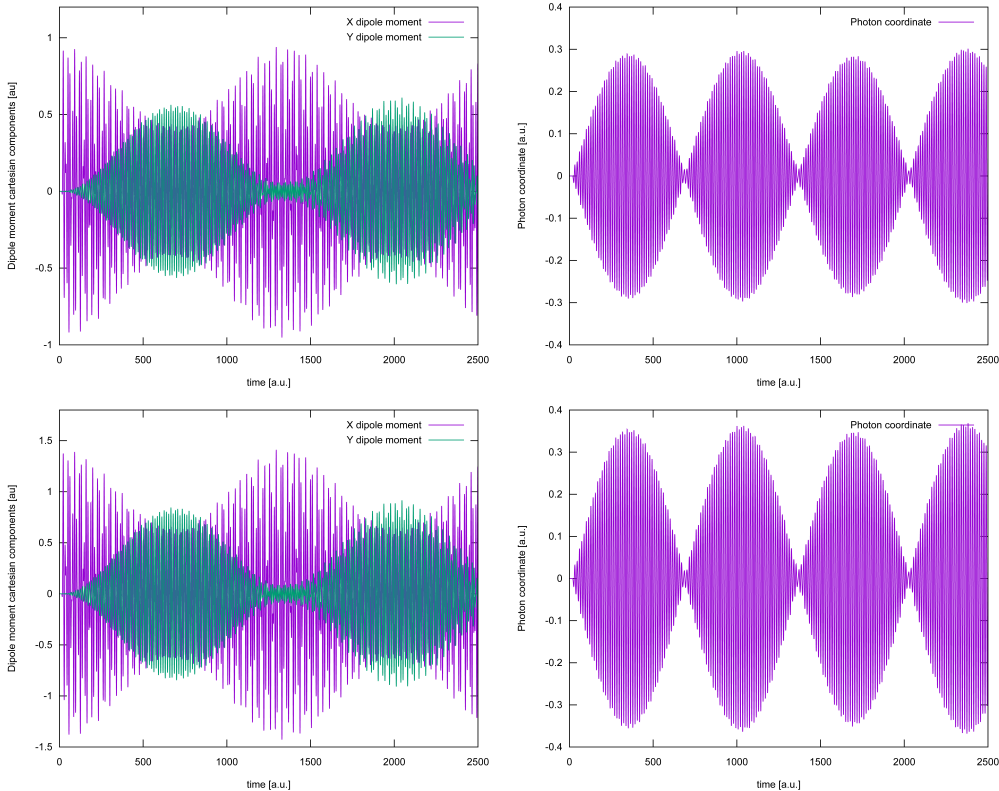 X dipole moment
Y dipole moment
Dipole moment cartesian components [au]
1
0.5
0
-0.5
-1
0 500 1000 1500 2000 2500
time [a.u.]
Photon coordinate
Photon coordinate [a.u.]
0.4
0.3
0.2
0.1
0
-0.1
-0.2
-0.3
-0.4
0 500 1000 1500 2000 2500
time [a.u.]
X dipole moment
Y dipole moment
Dipole moment cartesian components [au]
1.5
1
0.5
0
-0.5
-1
-1.5
0 500 1000 1500 2000 2500
time [a.u.]
Photon coordinate
Photon coordinate [a.u.]
0.4
0.3
0.2
0.1
0
-0.1
-0.2
-0.3
-0.4
0 500 1000 1500 2000 2500
time [a.u.]